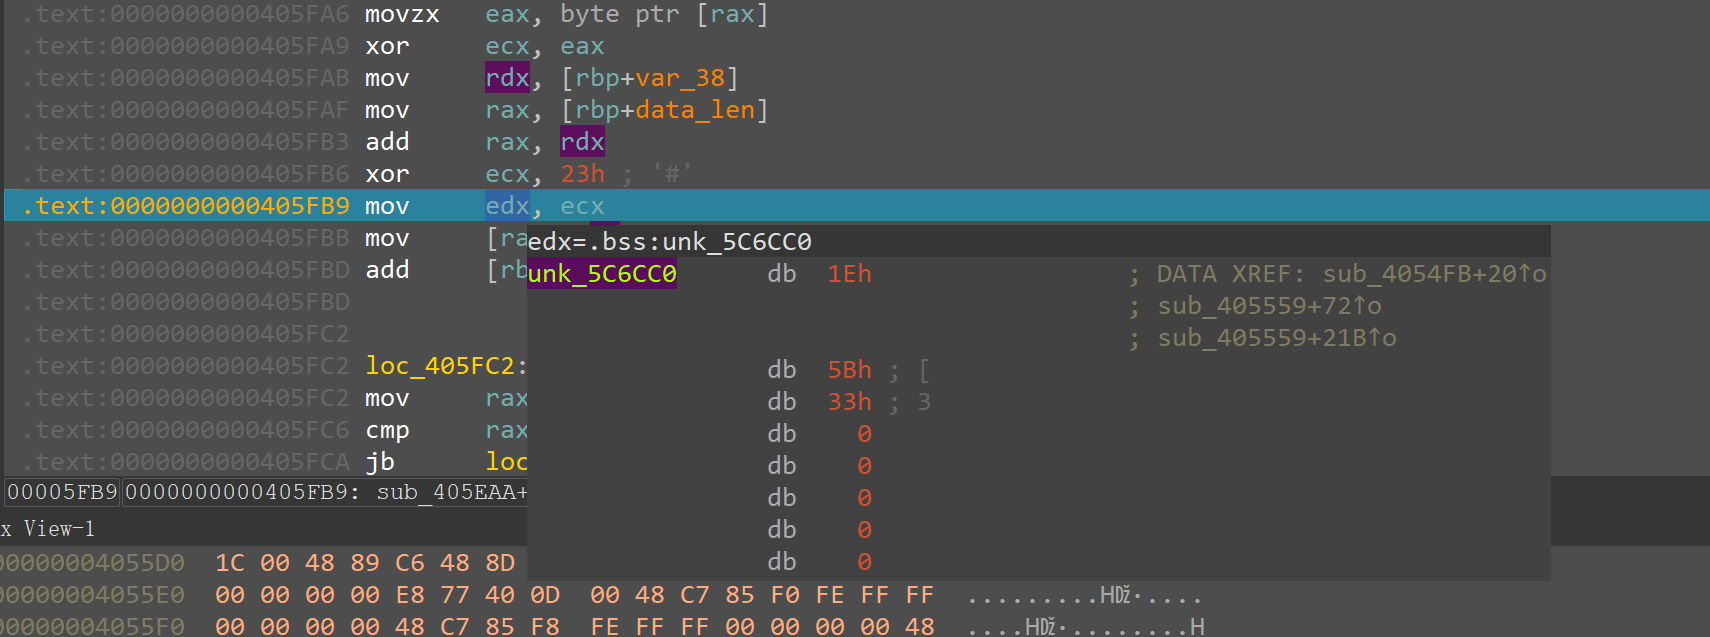 .text:0000000000405FA6 movzx eax, byte ptr [rax]
.text:0000000000405FA9 xor ecx, eax
.text:0000000000405FAB mov rdx, [rbp+var_38]
.text:0000000000405FAF mov rax, [rbp+data_len]
.text:0000000000405FB3 add rax, rdx
.text:0000000000405FB6 xor ecx, 23h ; '#'
.text:0000000000405FB9 mov edx, ecx
.text:0000000000405FBB mov [ra
edx=.bss:unk_5C6CC0
.text:0000000000405FBD add [rb
unk_5C6CC0 db 1Eh ; DATA XREF: sub_4054FB+20↑o
.text:0000000000405FBD
; sub_405559+72↑o
.text:0000000000405FC2
; sub_405559+21B↑o
.text:0000000000405FC2 loc_405FC2:
db 5Bh ; [
.text:0000000000405FC2 mov rax
db 33h ; 3
.text:0000000000405FC6 cmp rax
db 0
.text:0000000000405FCA jb loc
db 0
00005FB9 0000000000405FB9: sub_405EAA+
db 0
x View-1
db 0
00000004055D0 1C 00 48 89 C6 48 8D
db 0
00000004055E0 00 00 00 00 E8 77 40 0D 00 48 C7 85 F0 FE FF FF .........HDž·....
00000004055F0 00 00 00 00 48 C7 85 F8 FE FF FF 00 00 00 00 48 ....HDž·........H